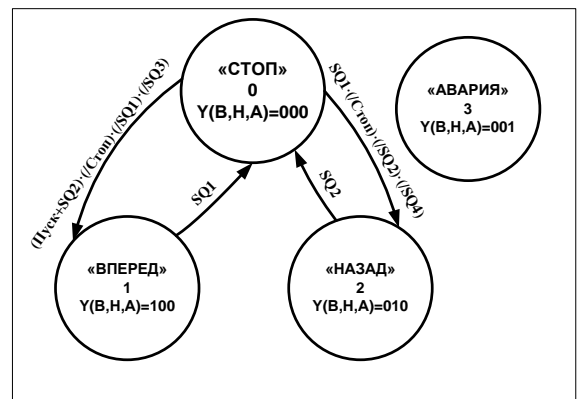 «СТОП»
0
Y(В,Н,А)=000
«АВАРИЯ»
3
Y(В,Н,А)=001
(Пуск+SQ2)·(/Стоп)·(/SQ1)·(/SQ3)
SQ1·(/Стоп)·(/SQ2)·(/SQ4)
SQ1
SQ2
«ВПЕРЕД»
1
Y(В,Н,А)=100
«НАЗАД»
2
Y(В,Н,А)=010